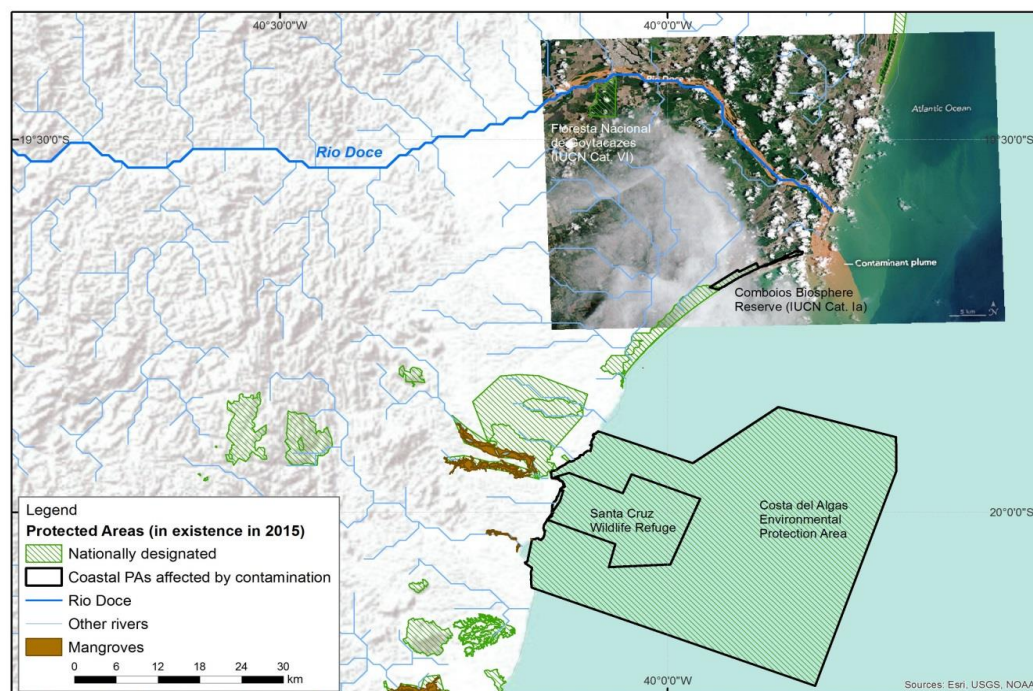 40°30'0"W
40°0'0"W
Rio Doce
Atlantic Ocean
19°30'0"S
19°30'0"S
Floresta Nacional
de Goytacazes
(IUCN Cat. VI)
Rio Doce
Contaminant plume
Comboios Biosphere
Reserve (IUCN Cat. Ia)
5 km
N
Legend
Protected Areas (in existence in 2015)
Nationally designated
Coastal PAs affected by contamination
Rio Doce
Other rivers
Mangroves
0 6 12 18 24 30
km
Santa Cruz
Wildlife Refuge
Costa del Algas
Environmental
Protection Area
20°0'0"S
40°0'0"W
Sources: Esri, USGS, NOAA